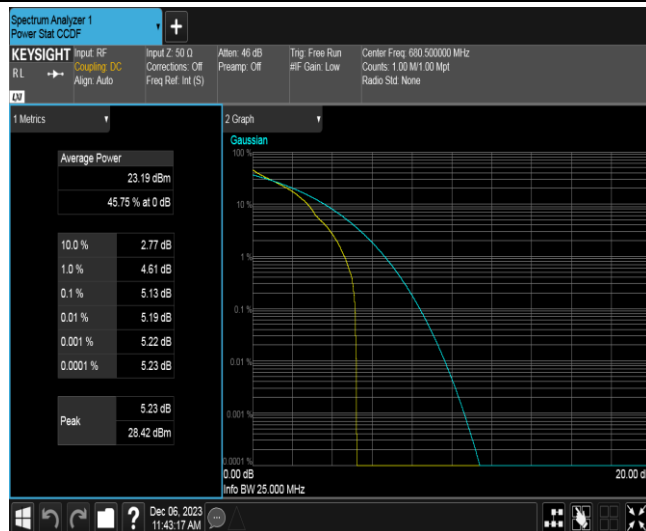 Spectrum Analyzer 1
Power Stat CCDF
KEYSIGHT
RL
Input: RF
Coupling: DC
Align: Auto
Input Z: 50 Ω
Corrections: Off
Freq Ref: Int (S)
Atten: 46 dB
Preamp: Off
Trig: Free Run
#IF Gain: Low
Center Freq: 680.500000 MHz
Counts: 1.00 M/1.00 Mpt
Radio Std: None
1 Metrics
Average Power
23.19 dBm
45.75 % at 0 dB
10.0 % 2.77 dB
1.0 % 4.61 dB
0.1 % 5.13 dB
0.01 % 5.19 dB
0.001 % 5.22 dB
0.0001 % 5.23 dB
Peak
5.23 dB
28.42 dBm
2 Graph
Gaussian
100 %
10 %
1 %
0.1 %
0.01 %
0.001 %
0.0001 %
0.00 dB
20.00 d
Info BW 25.000 MHz
Dec 06, 2023
11:43:17 AM